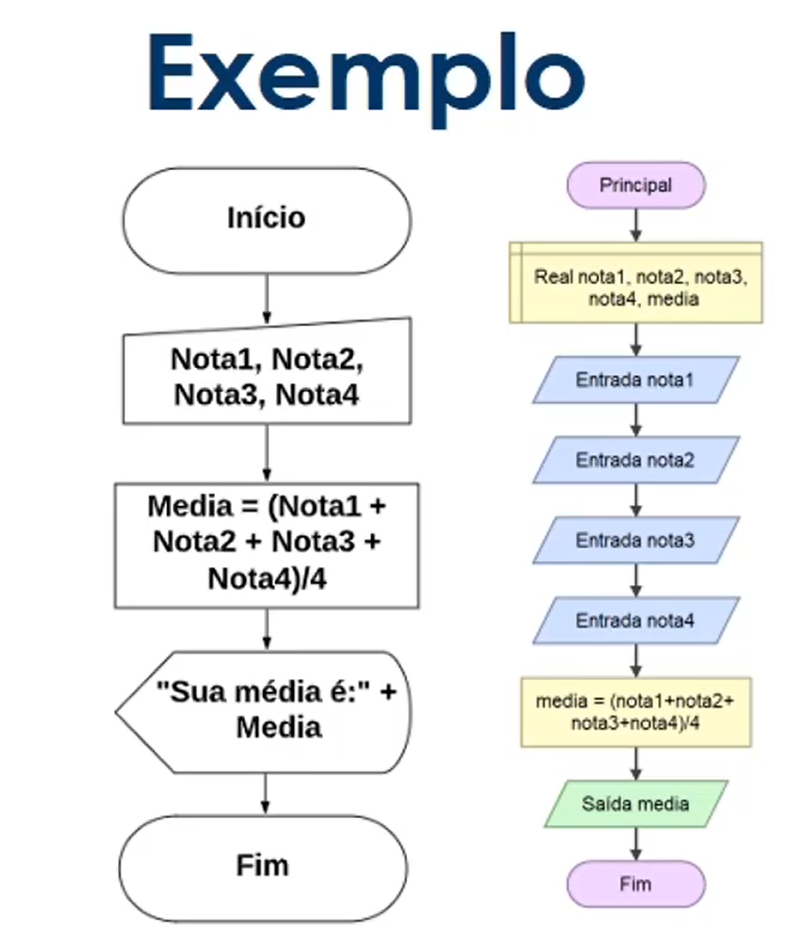 Exemplo
Início
Nota1, Nota2,
Nota3, Nota4
Media = (Nota1 +
Nota2 + Nota3 +
Nota4)/4
"Sua média é:" +
Media
Fim
Principal
Real nota1, nota2, nota3,
nota4, media
Entrada nota1
Entrada nota2
Entrada nota3
Entrada nota4
media = (nota1+nota2+
nota3+nota4)/4
Saída media
Fim